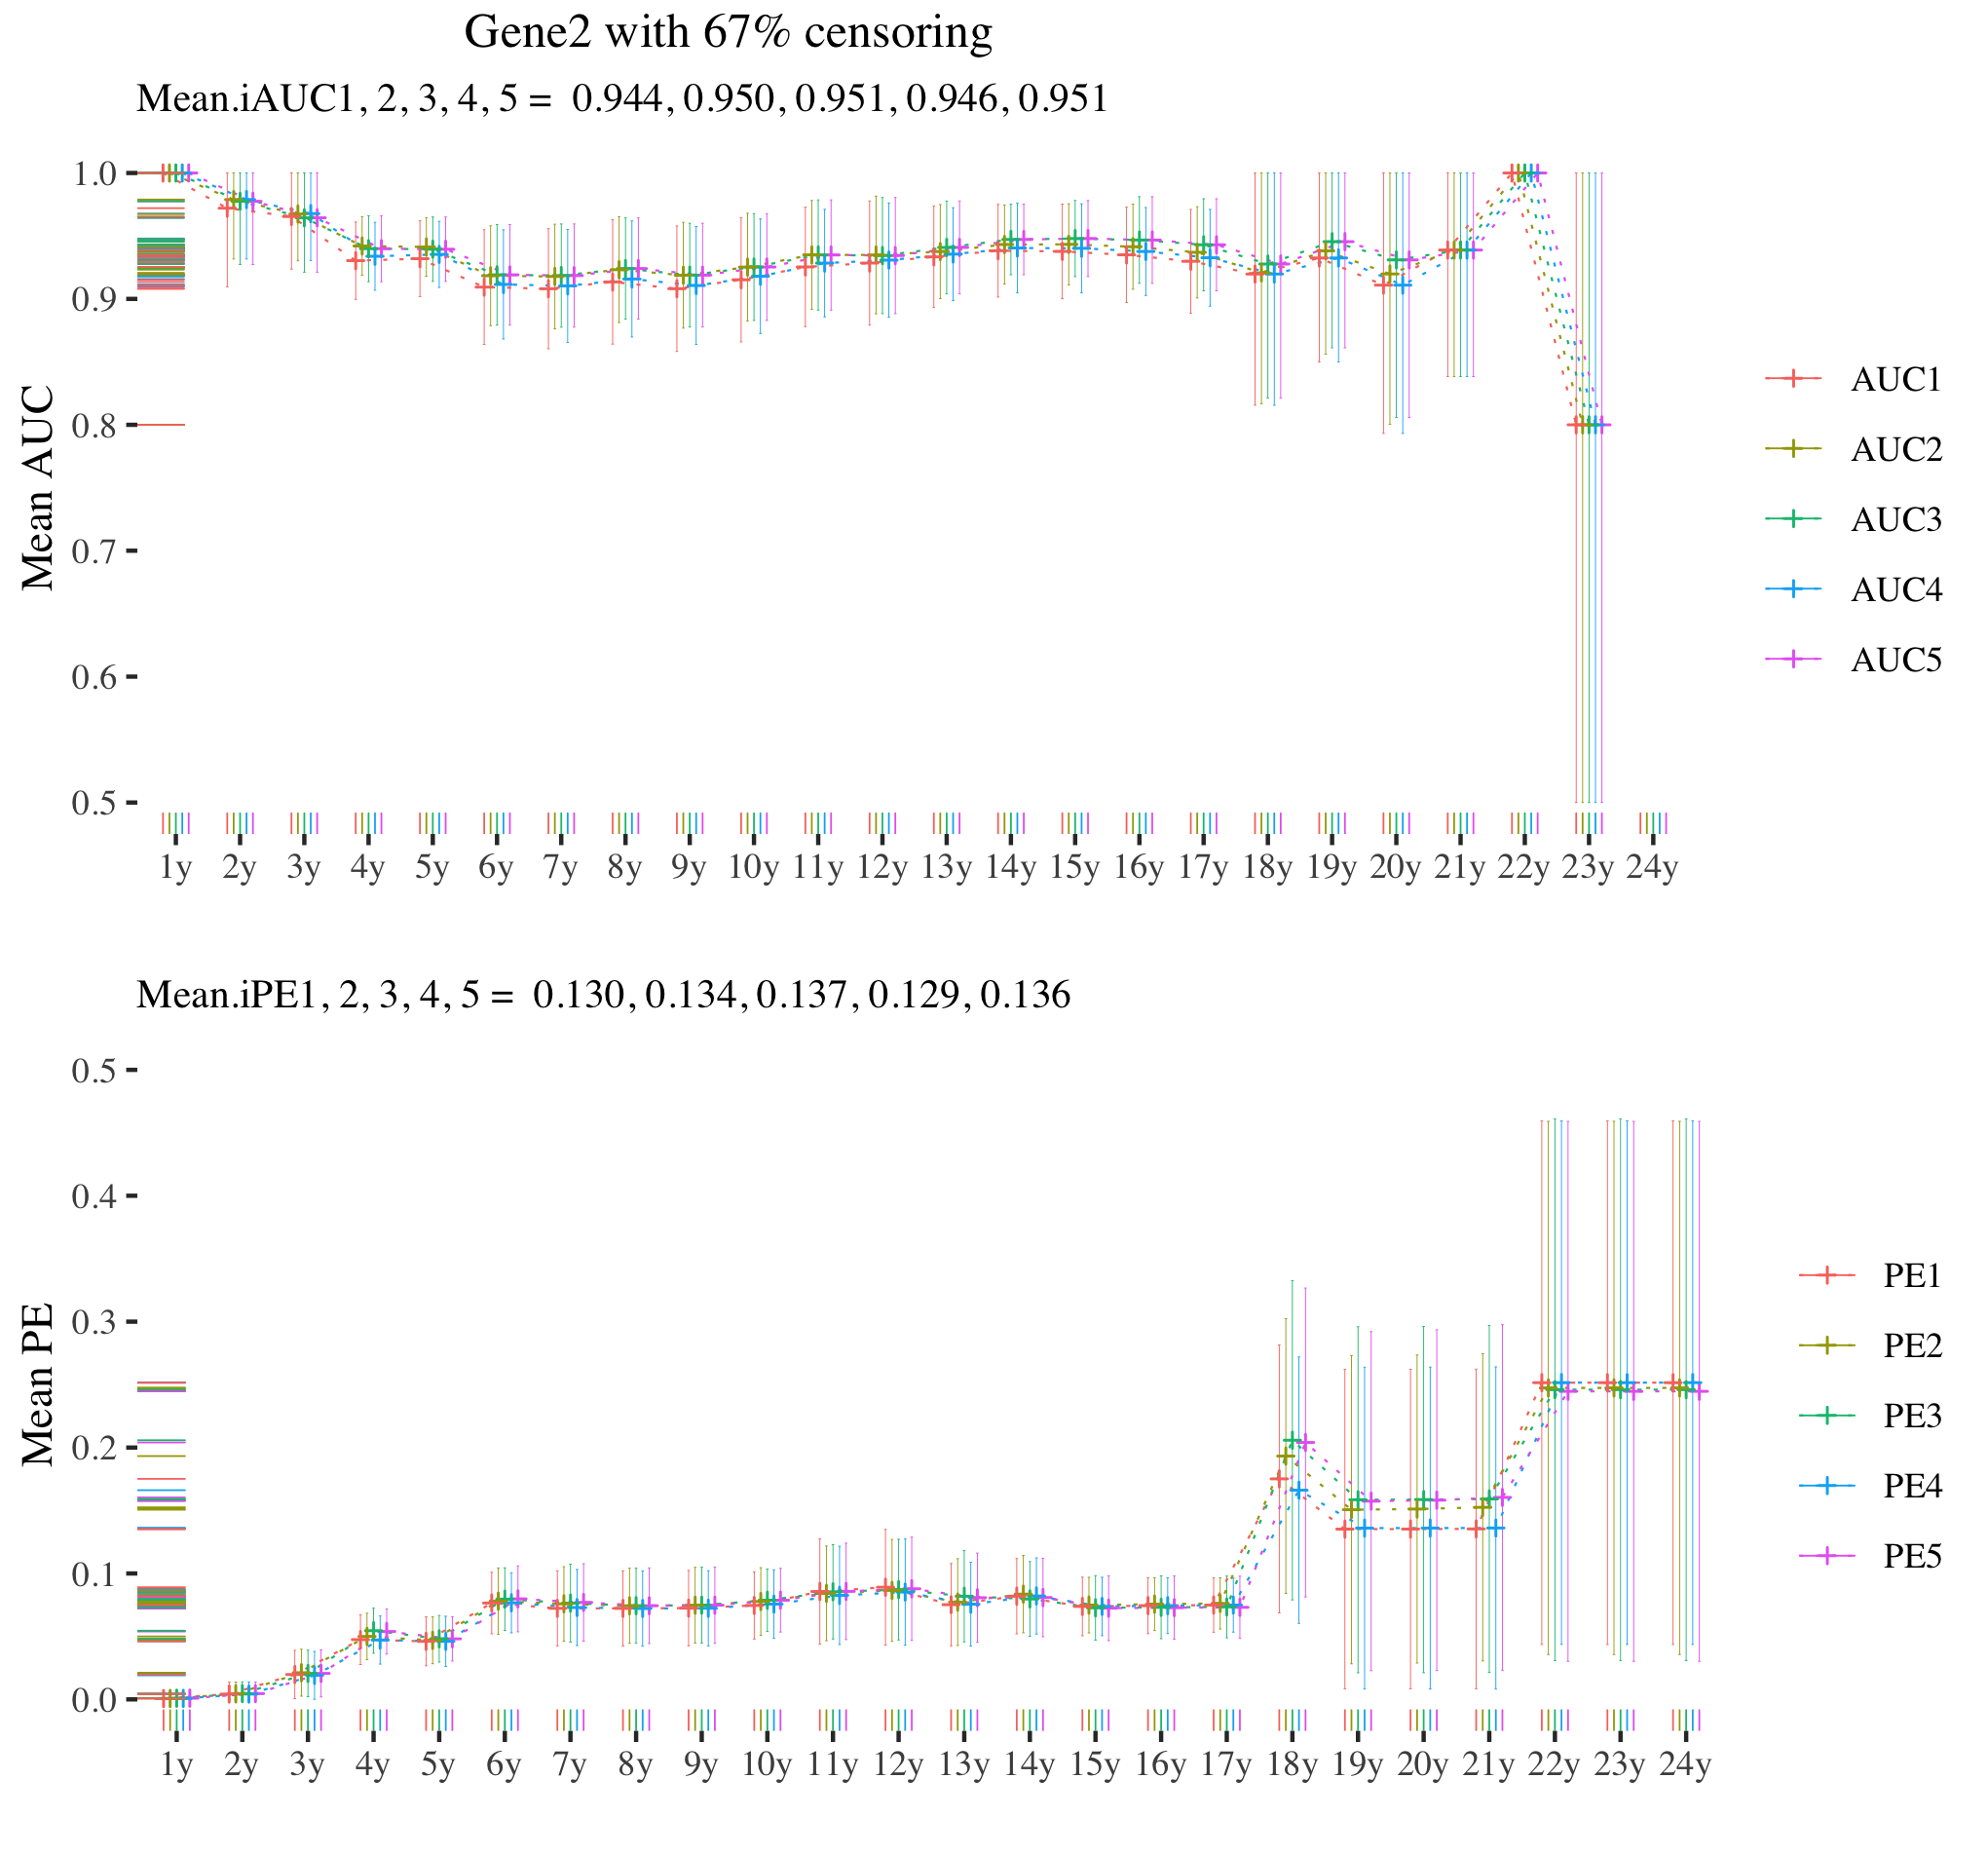 Gene2 with 67% censoring
Mean.iAUC1, 2, 3, 4, 5 = 0.944, 0.950, 0.951, 0.946, 0.951
Mean AUC
1.0
0.9
0.8
0.7
0.6
0.5
1y 2y 3y 4y 5y 6y 7y 8y 9y 10y 11y 12y 13y 14y 15y 16y 17y 18y 19y 20y 21y 22y 23y 24y
AUC1
AUC2
AUC3
AUC4
AUC5
Mean.iPE1, 2, 3, 4, 5 = 0.130, 0.134, 0.137, 0.129, 0.136
Mean PE
0.5
0.4
0.3
0.2
0.1
0.0
1y 2y 3y 4y 5y 6y 7y 8y 9y 10y 11y 12y 13y 14y 15y 16y 17y 18y 19y 20y 21y 22y 23y 24y
PE1
PE2
PE3
PE4
PE5